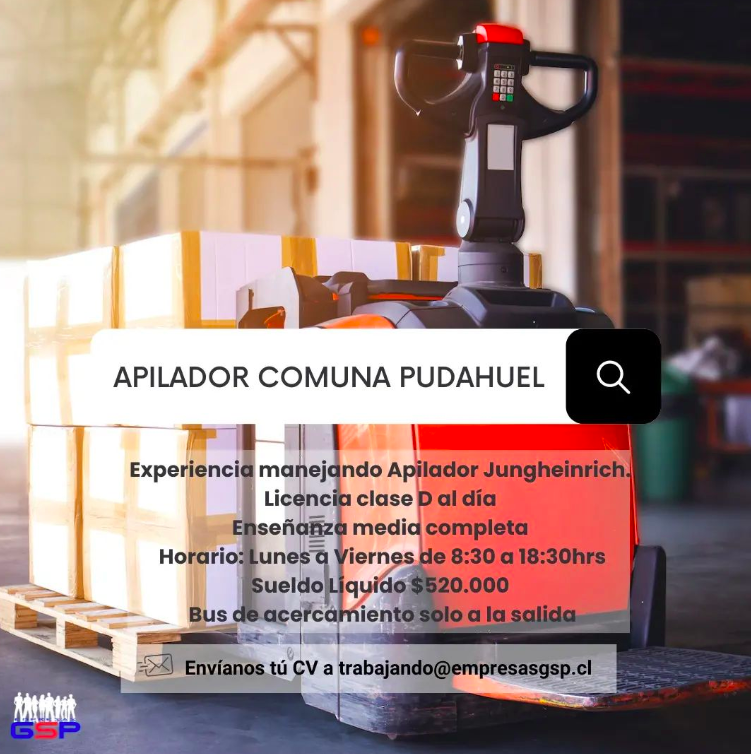 APILADOR COMUNA PUDAHUEL
Experiencia manejando Apilador Jungheinrich.
Licencia clase D al día
Enseñanza media completa
Horario: Lunes a Viernes de 8:30 a 18:30hrs
Sueldo Líquido $520.000
Bus de acercamiento solo a la salida
Envíanos tú CV a trabajando@empresasgsp.cl
GSP